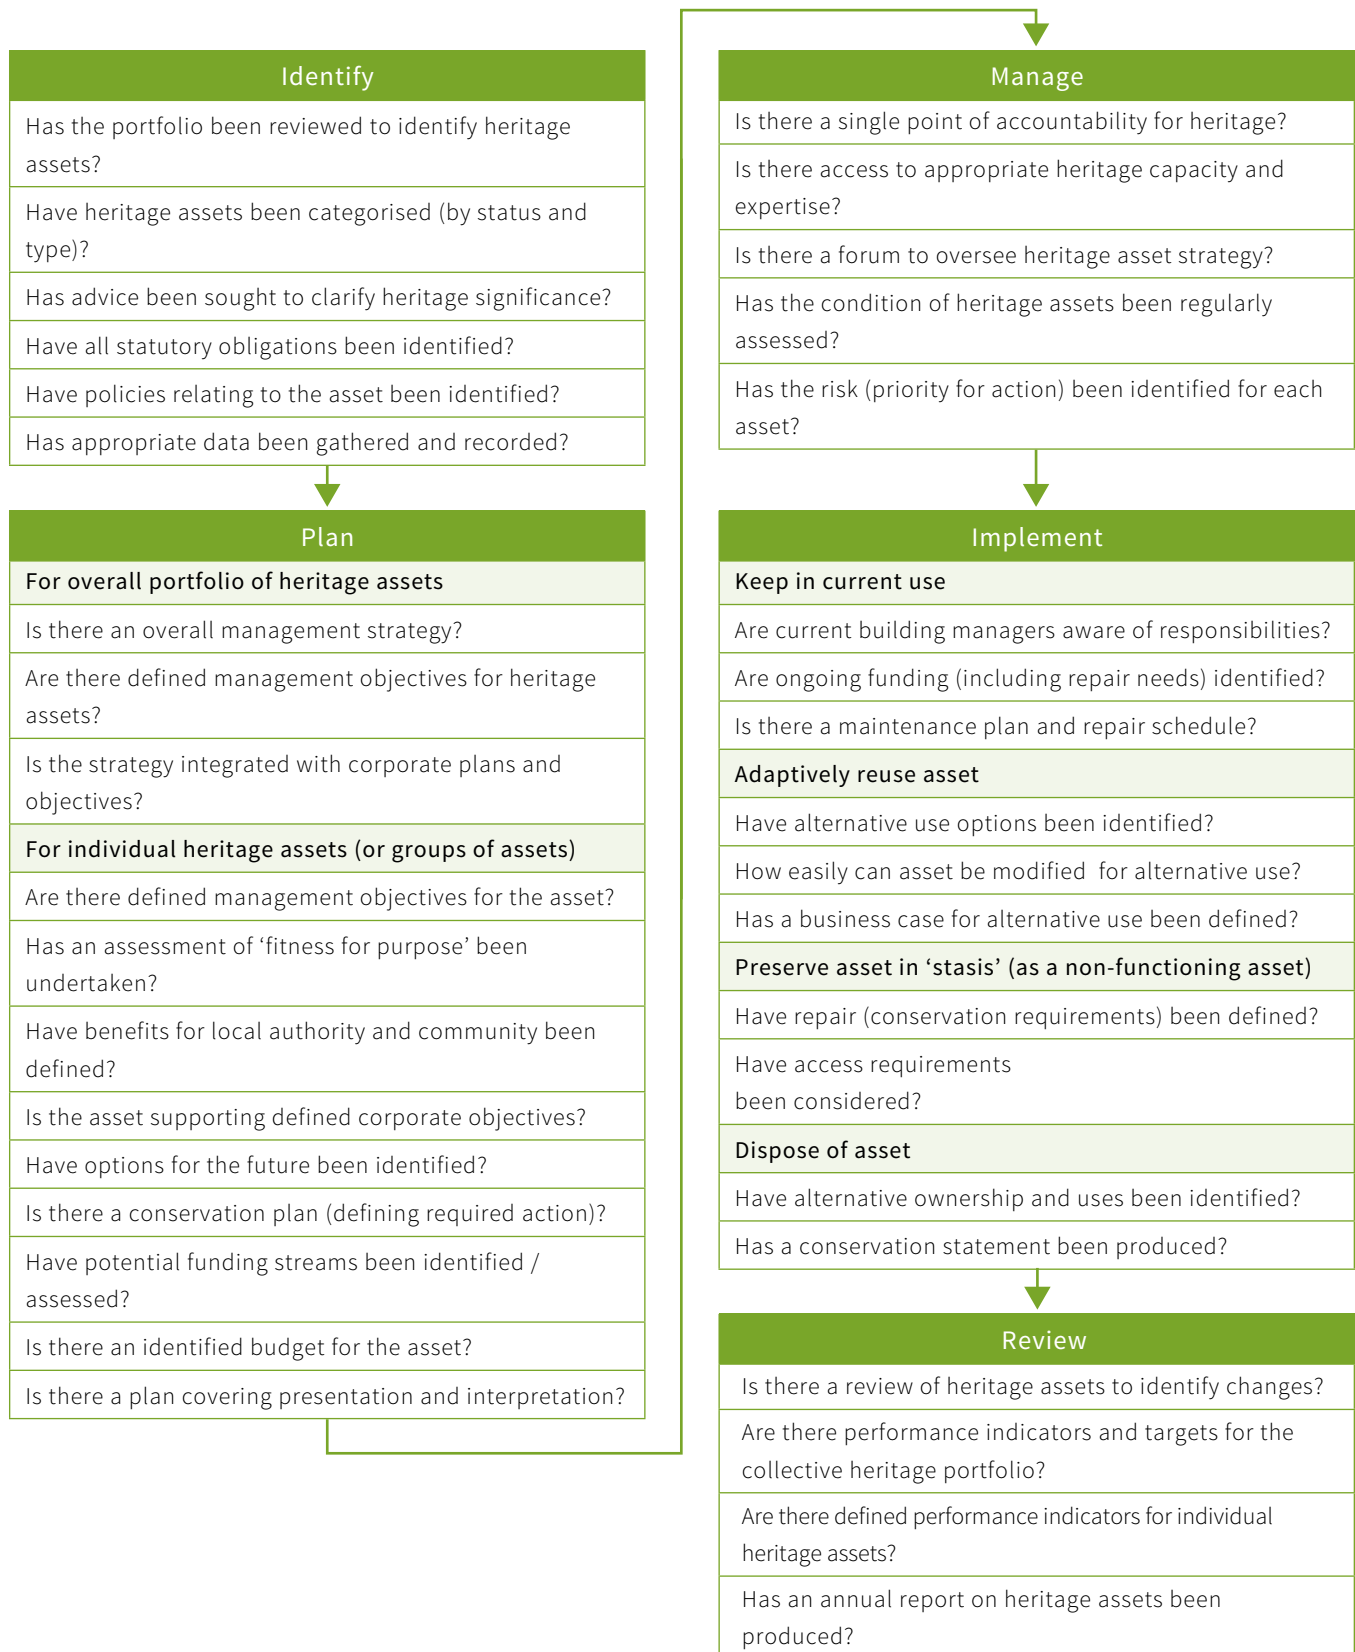 Identify
Has the portfolio been reviewed to identify heritage
assets?
Have heritage assets been categorised (by status and
type)?
Has advice been sought to clarify heritage significance?
Have all statutory obligations been identified?
Have policies relating to the asset been identified?
Has appropriate data been gathered and recorded?
Plan
For overall portfolio of heritage assets
Is there an overall management strategy?
Are there defined management objectives for heritage
assets?
Is the strategy integrated with corporate plans and
objectives?
For individual heritage assets (or groups of assets)
Are there defined management objectives for the asset?
Has an assessment of ‘fitness for purpose’ been
undertaken?
Have benefits for local authority and community been
defined?
Is the asset supporting defined corporate objectives?
Have options for the future been identified?
Is there a conservation plan (defining required action)?
Have potential funding streams been identified /
assessed?
Is there an identified budget for the asset?
Is there a plan covering presentation and interpretation?
Manage
Is there a single point of accountability for heritage?
Is there access to appropriate heritage capacity and
expertise?
Is there a forum to oversee heritage asset strategy?
Has the condition of heritage assets been regularly
assessed?
Has the risk (priority for action) been identified for each
asset?
Implement
Keep in current use
Are current building managers aware of responsibilities?
Are ongoing funding (including repair needs) identified?
Is there a maintenance plan and repair schedule?
Adaptively reuse asset
Have alternative use options been identified?
How easily can asset be modified for alternative use?
Has a business case for alternative use been defined?
Preserve asset in ‘stasis’ (as a non-functioning asset)
Have repair (conservation requirements) been defined?
Have access requirements
been considered?
Dispose of asset
Have alternative ownership and uses been identified?
Has a conservation statement been produced?
Review
Is there a review of heritage assets to identify changes?
Are there performance indicators and targets for the
collective heritage portfolio?
Are there defined performance indicators for individual
heritage assets?
Has an annual report on heritage assets been
produced?